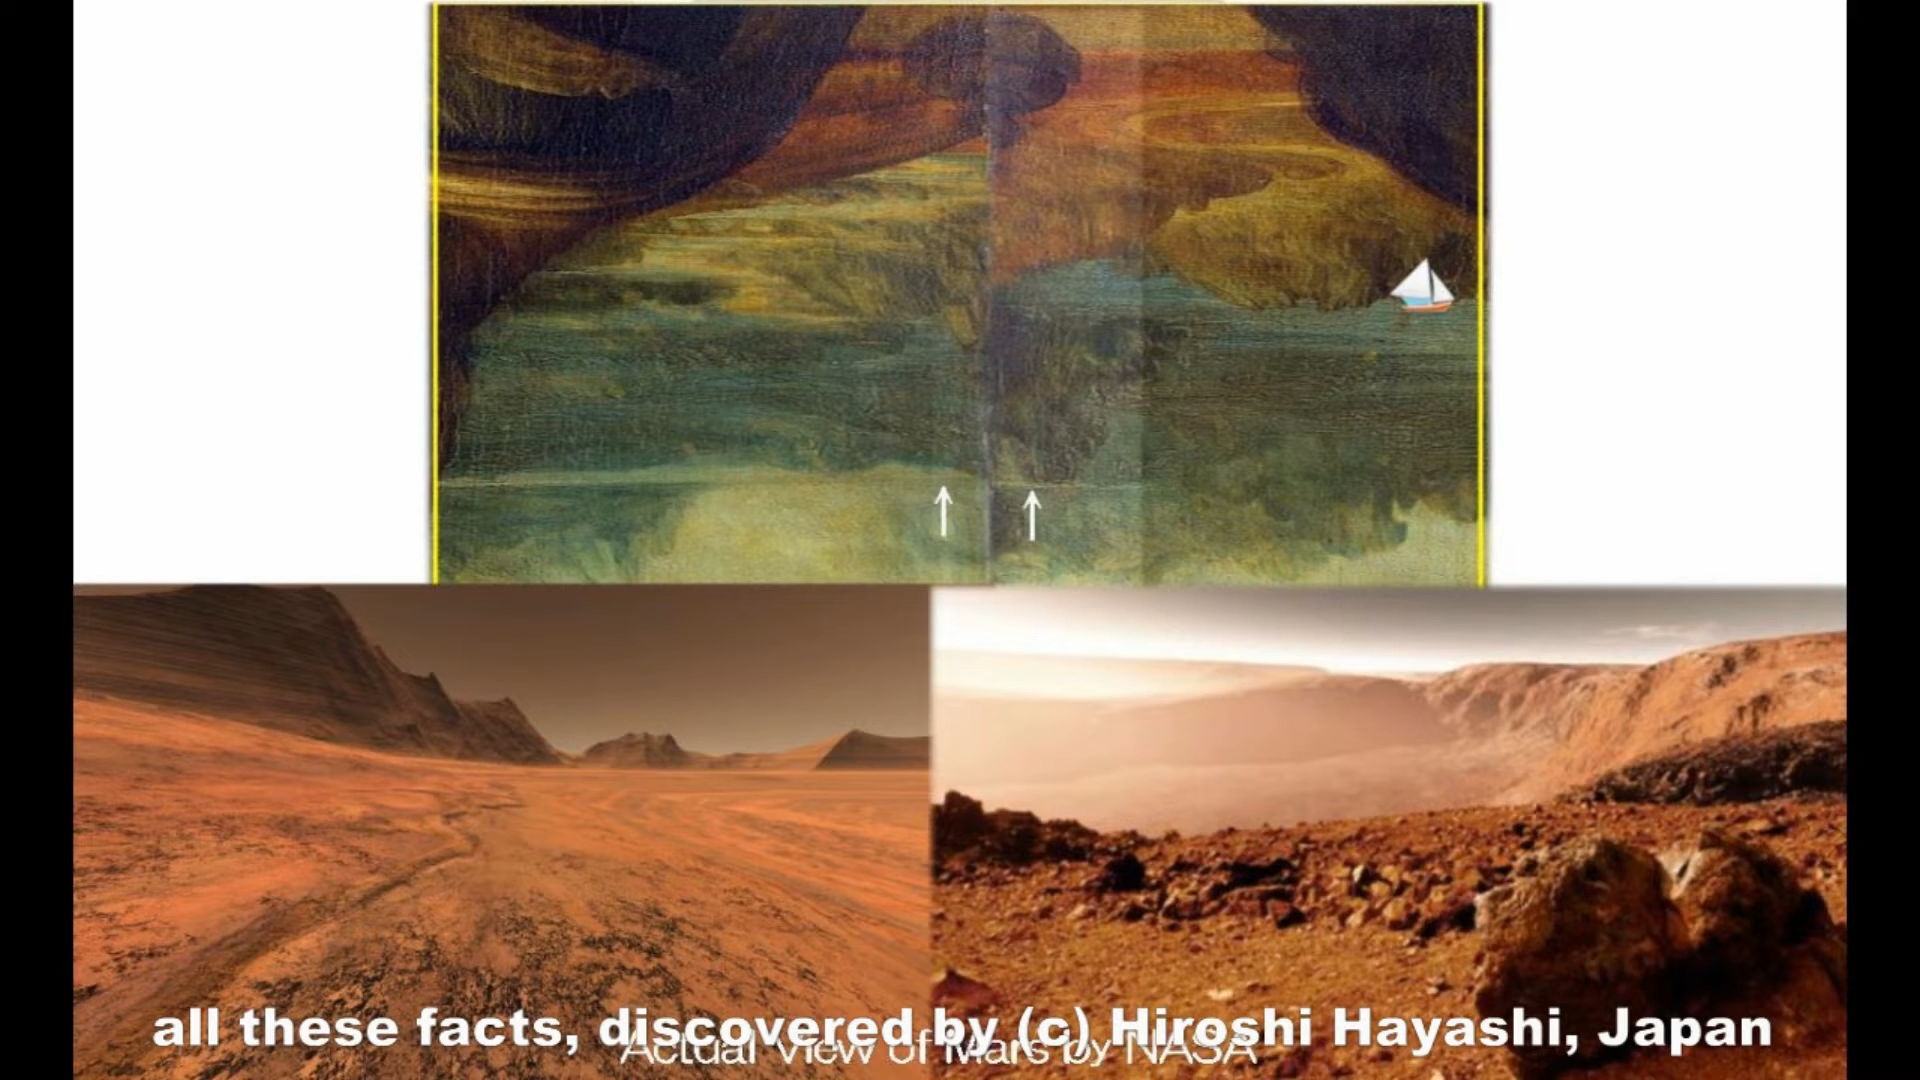 all these facts, discovered by (c) Hiroshi Hayashi, Japan
Actual View of Mars by NASA